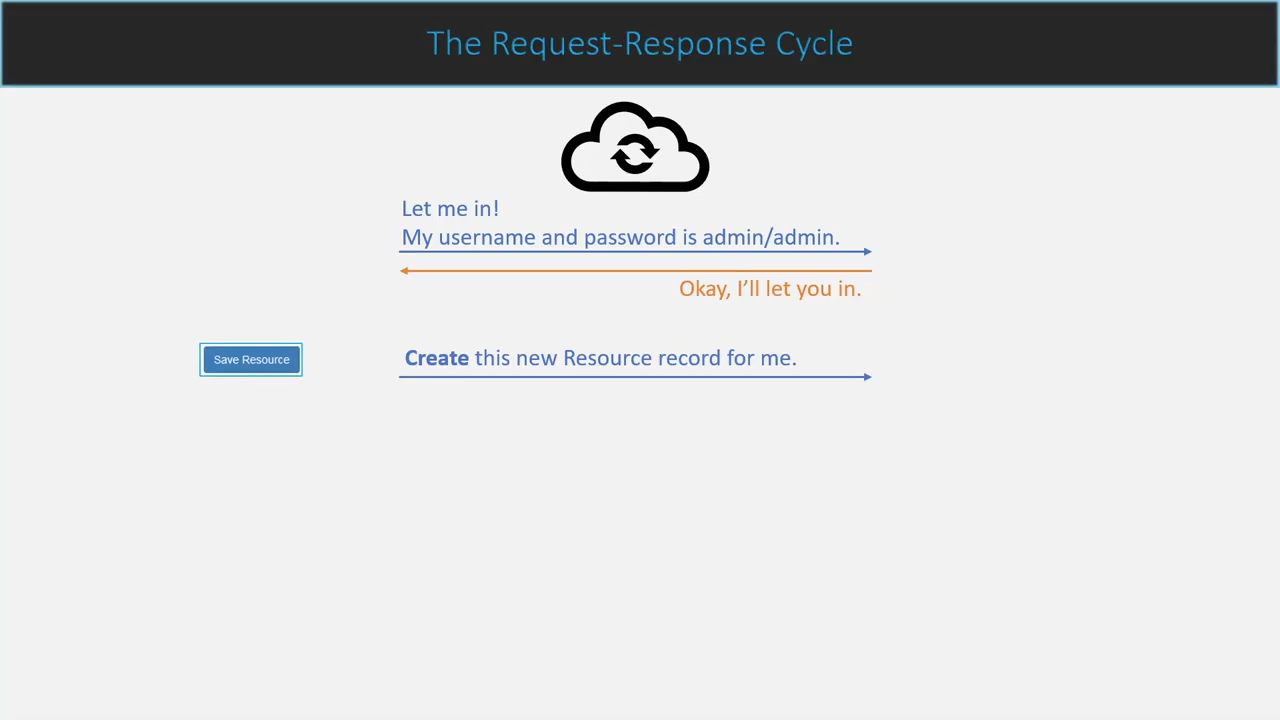 The Request-Response Cycle
Let me in!
My username and password is admin/admin.
Okay, I’ll let you in.
Save Resource
Create this new Resource record for me.